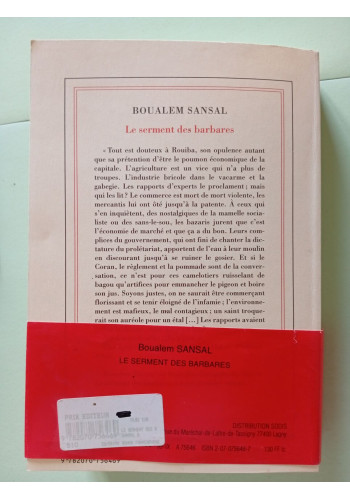 BOUALEM SANSAL
Le serment des barbares
« Tout est douteux à Rouiba, son opulence autant
que sa prétention d'être le poumon économique de la
capitale. L'agriculture est un vice qui n'a plus de
troupes. L'industrie bricole dans le vacarme et la
gabegie. Les rapports d'experts le proclament ; mais
qui les lit ? Le commerce est mort de mort violente, les
mercantis lui ont ôté jusqu'à la patente. À ceux qui
s'en inquiètent, des nostalgiques de la mamelle socia-
liste ou des sans-le-sou, les bazaris jurent que c'est
l'économie de marché et que ça a du bon. Leurs com-
plices du gouvernement, qui ont fini de chanter la dic-
tature du prolétariat, apportent de l'eau à leur moulin
en discourant jusqu'à se ruiner le gosier. Et si le
Coran, le règlement et la pommade sont de la conver-
sation, ce n'est pas pour ces camelotiers ruisselant de
bagou qu'artifices pour emmancher le pigeon et boire
son jus. Soyons justes, on ne saurait être commerçant
florissant et se tenir éloigné de l'infamie ; l'environne-
ment est mafieux, le mal contagieux ; un saint troque-
rait son auréole pour un étal [...] Les rapports avaient
Boualem SANSAL
LE SERMENT DES BARBARES
PRIX EDITEUR
DISTRIBUTION SODIS